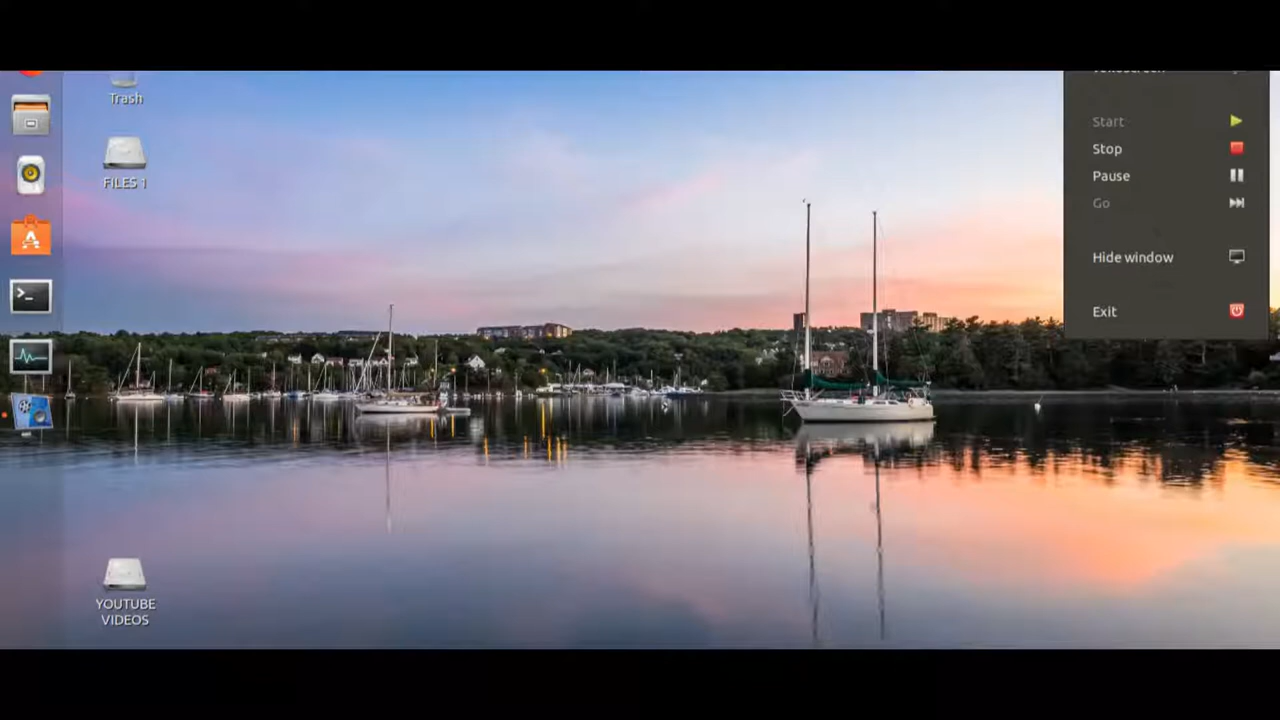 Trash
FILES 1
Start
Stop
Pause
Go
Hide window
Exit
YOUTUBE
VIDEOS